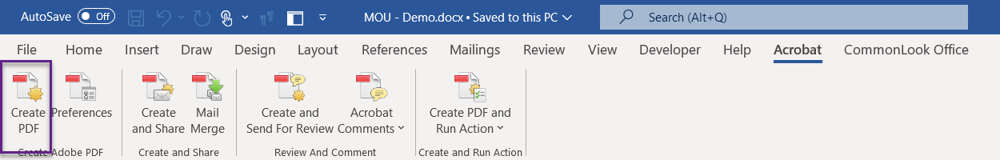 AutoSave Off MOU - Demo.docx • Saved to this PC Search (Alt+Q)
File Home Insert Draw Design Layout References Mailings Review View Developer Help Acrobat CommonLook Office
Create PDF
Preferences
Create and Share
Mail Merge
Create and Send For Review
Acrobat Comments
Create PDF and Run Action
Create Adobe PDF Create and Share Review And Comment Create and Run Action